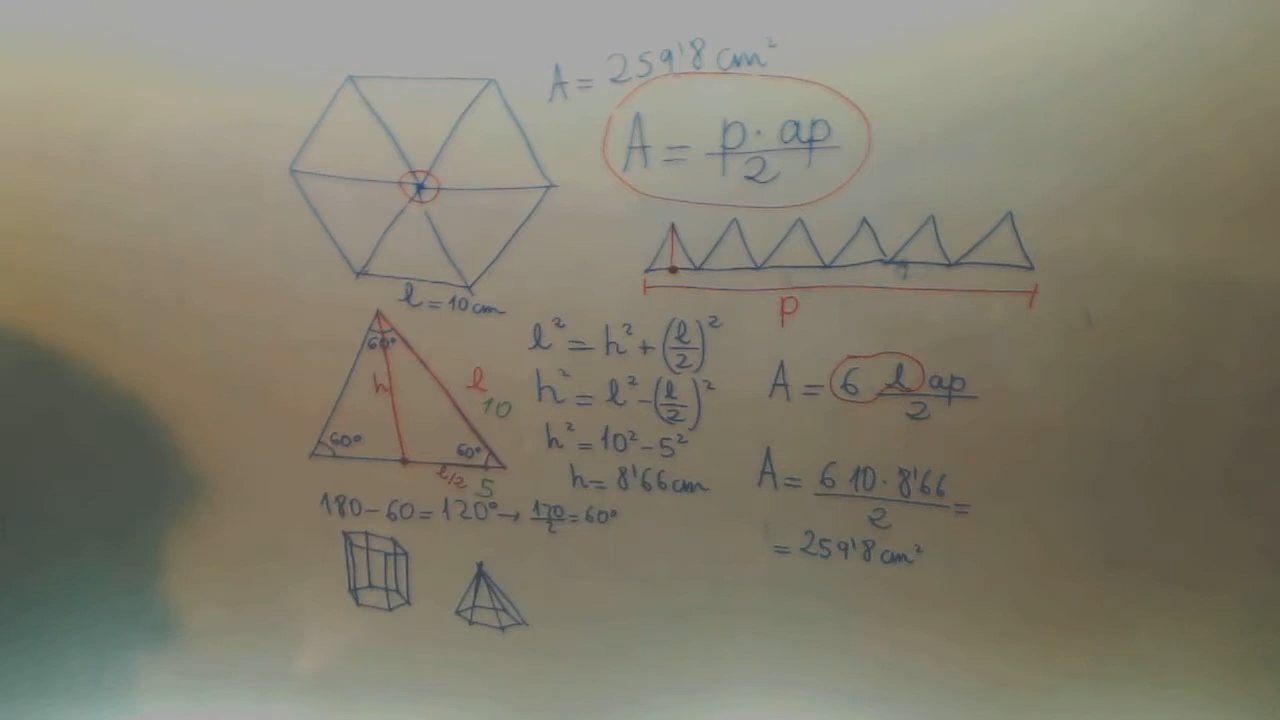 A = 259'8 cm²
A = p · ap / 2
l = 10 cm
p
60°
h
l
10
60°
60°
l/2
5
l² = h² + (l/2)²
h² = l² - (l/2)²
h² = 10² - 5²
h = 8'66 cm
A = 6 l ap / 2
A = 6 10 · 8'66 / 2 =
= 259'8 cm²
180 - 60 = 120° → 120/2 = 60°